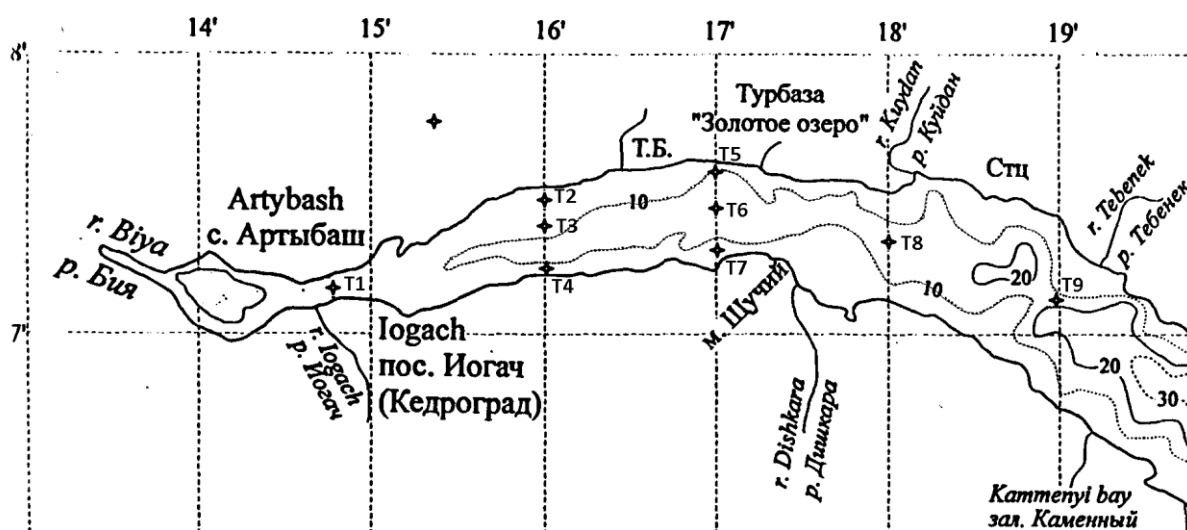 14'
15'
16'
17'
18'
19'
8'
Турбаза
"Золотое озеро"
r. Kuydan
р. Куйдан
Т.Б.
T5
Стц
r. Tebenek
р. Тебенек
Artybash
с. Артыбаш
T2
10
T6
T3
r. Biya
р. Бия
T8
T7
T4
T1
20
T9
10
м. Щучий
7'
Iogach
пос. Иогач
(Кедроград)
r. Iogach
р. Иогач
20
30
r. Dishkara
р. Дишкара
Kammenyi bay
зал. Каменный